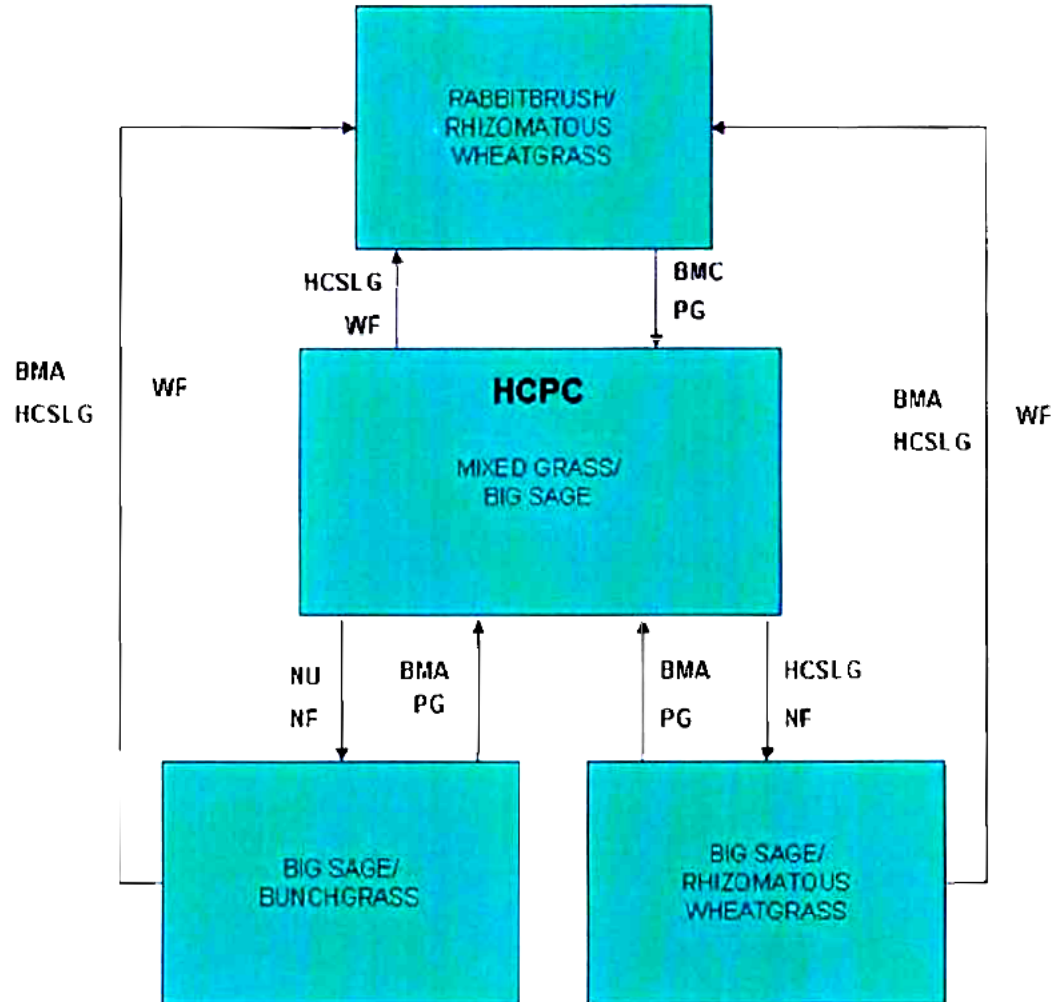 RABBITBRUSH/
RHIZOMATOUS
WHEATGRASS
HCSLG
WF
BMC
PG
BMA
HCSLG
WF
HCPC
MIXED GRASS/
BIG SAGE
BMA
HCSLG
WF
NU
NF
BMA
PG
BMA
PG
HCSLG
NF
BIG SAGE/
BUNCHGRASS
BIG SAGE/
RHIZOMATOUS
WHEATGRASS